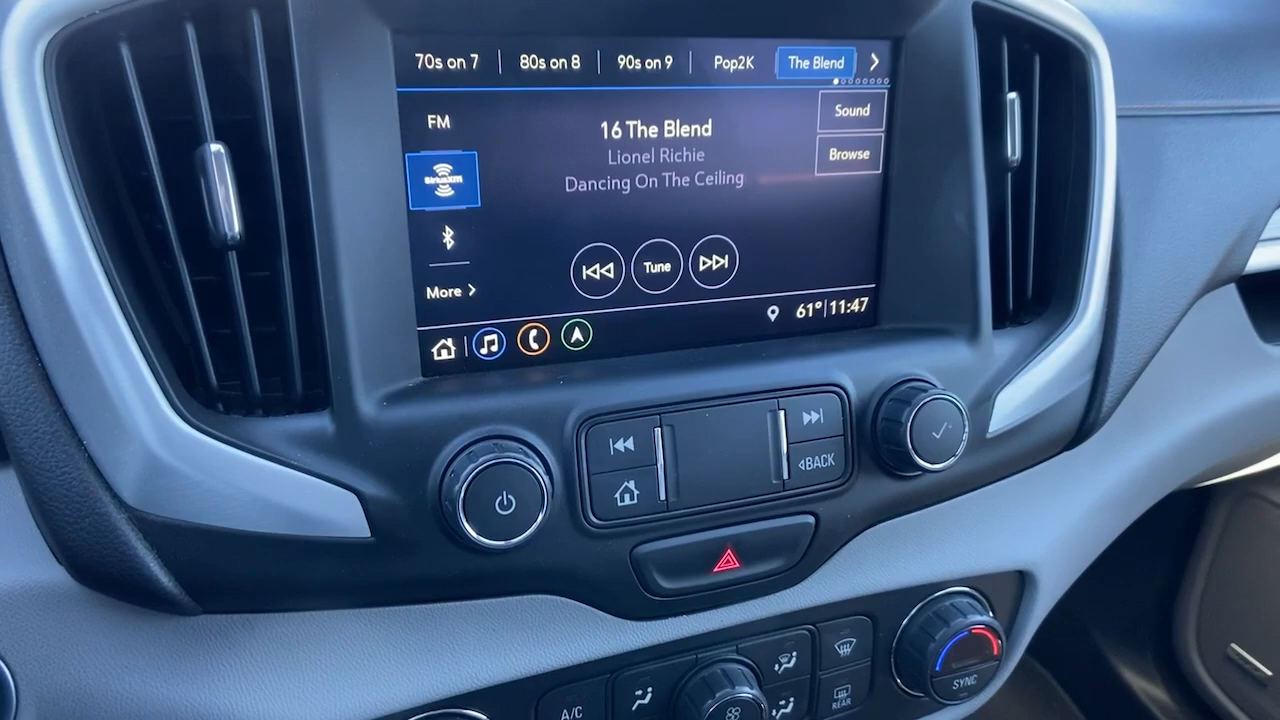 70s on 7 80s on 8 90s on 9 Pop2K The Blend
FM
Sound
16 The Blend
Lionel Richie
Browse
SiriusXM
Dancing On The Ceiling
Tune
More
61° 11:47
BACK
SYNC
A/C
REAR